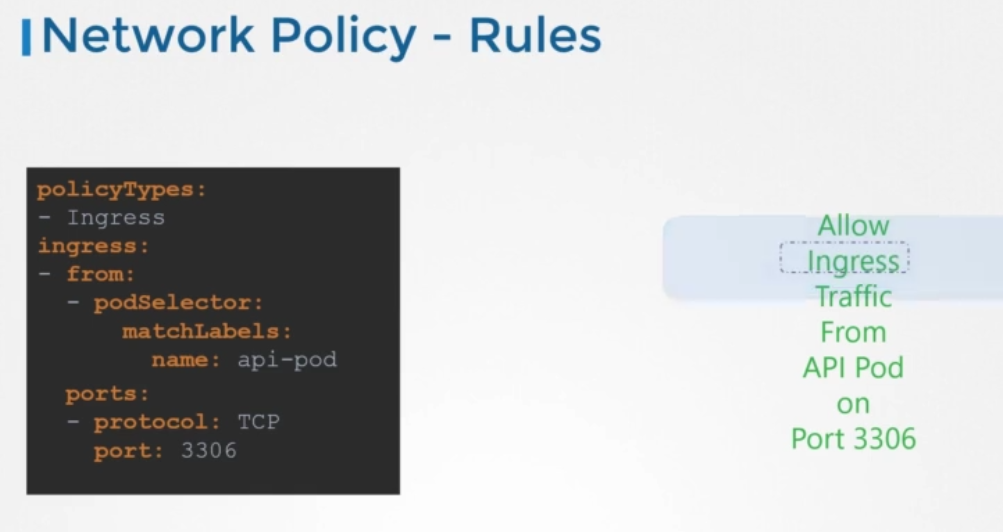 Network Policy - Rules
policyTypes:
- Ingress
ingress:
- from:
  - podSelector:
      matchLabels:
        name: api-pod
  ports:
  - protocol: TCP
    port: 3306
Allow
Ingress
Traffic
From
API Pod
on
Port 3306